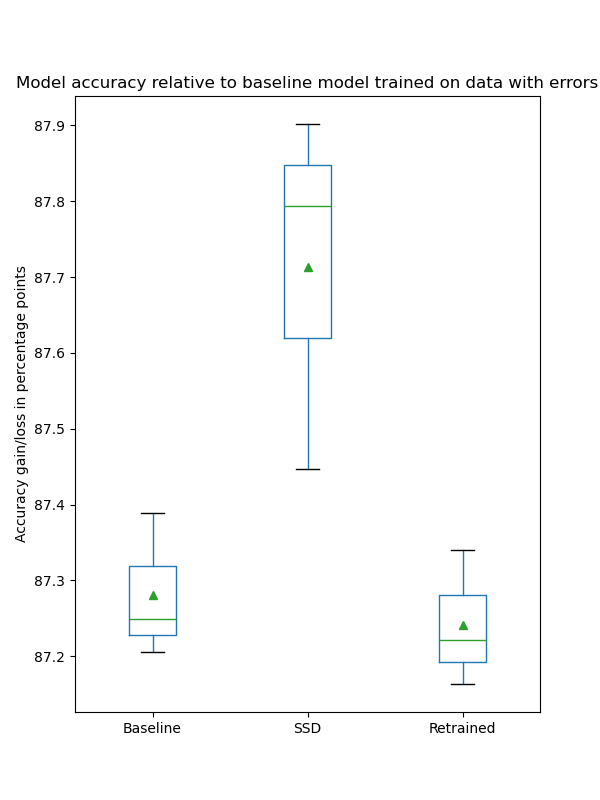 Model accuracy relative to baseline model trained on data with errors
Accuracy gain/loss in percentage points
87.9
87.8
87.7
87.6
87.5
87.4
87.3
87.2
Baseline SSD Retrained